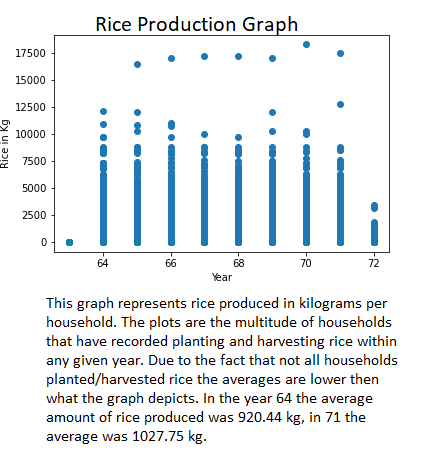 Rice Production Graph
17500
15000
12500
10000
7500
5000
2500
0
Rice in Kg
64
66
68
70
72
Year
This graph represents rice produced in kilograms per
household. The plots are the multitude of households
that have recorded planting and harvesting rice within
any given year. Due to the fact that not all households
planted/harvested rice the averages are lower then
what the graph depicts. In the year 64 the average
amount of rice produced was 920.44 kg, in 71 the
average was 1027.75 kg.